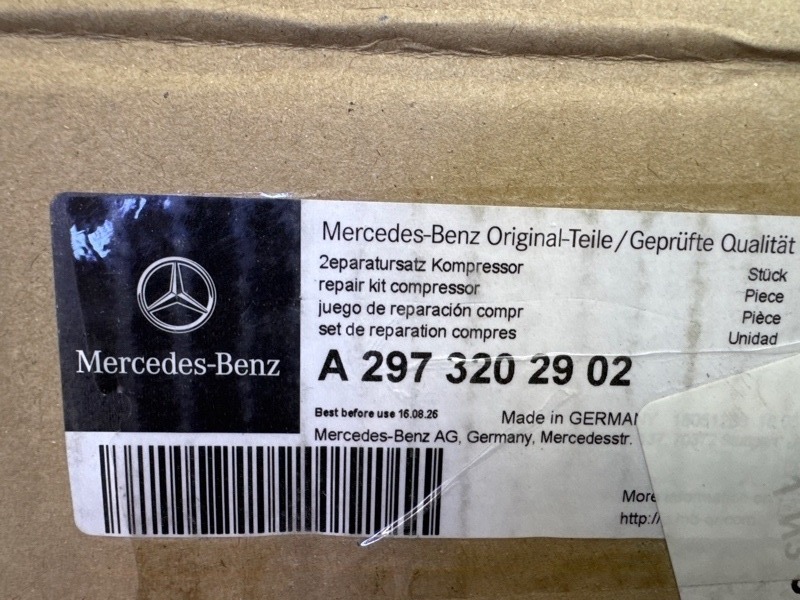 Mercedes-Benz Original-Teile/Geprüfte Qualität
2eparatursatz Kompressor
repair kit compressor
juego de reparación compr
set de reparation compres
Stück
Piece
Pièce
Unidad
Mercedes-Benz
A 297 320 29 02
Best before use 16.08.26
Made in GERMANY
Mercedes-Benz AG, Germany, Mercedesstr.
More
http://